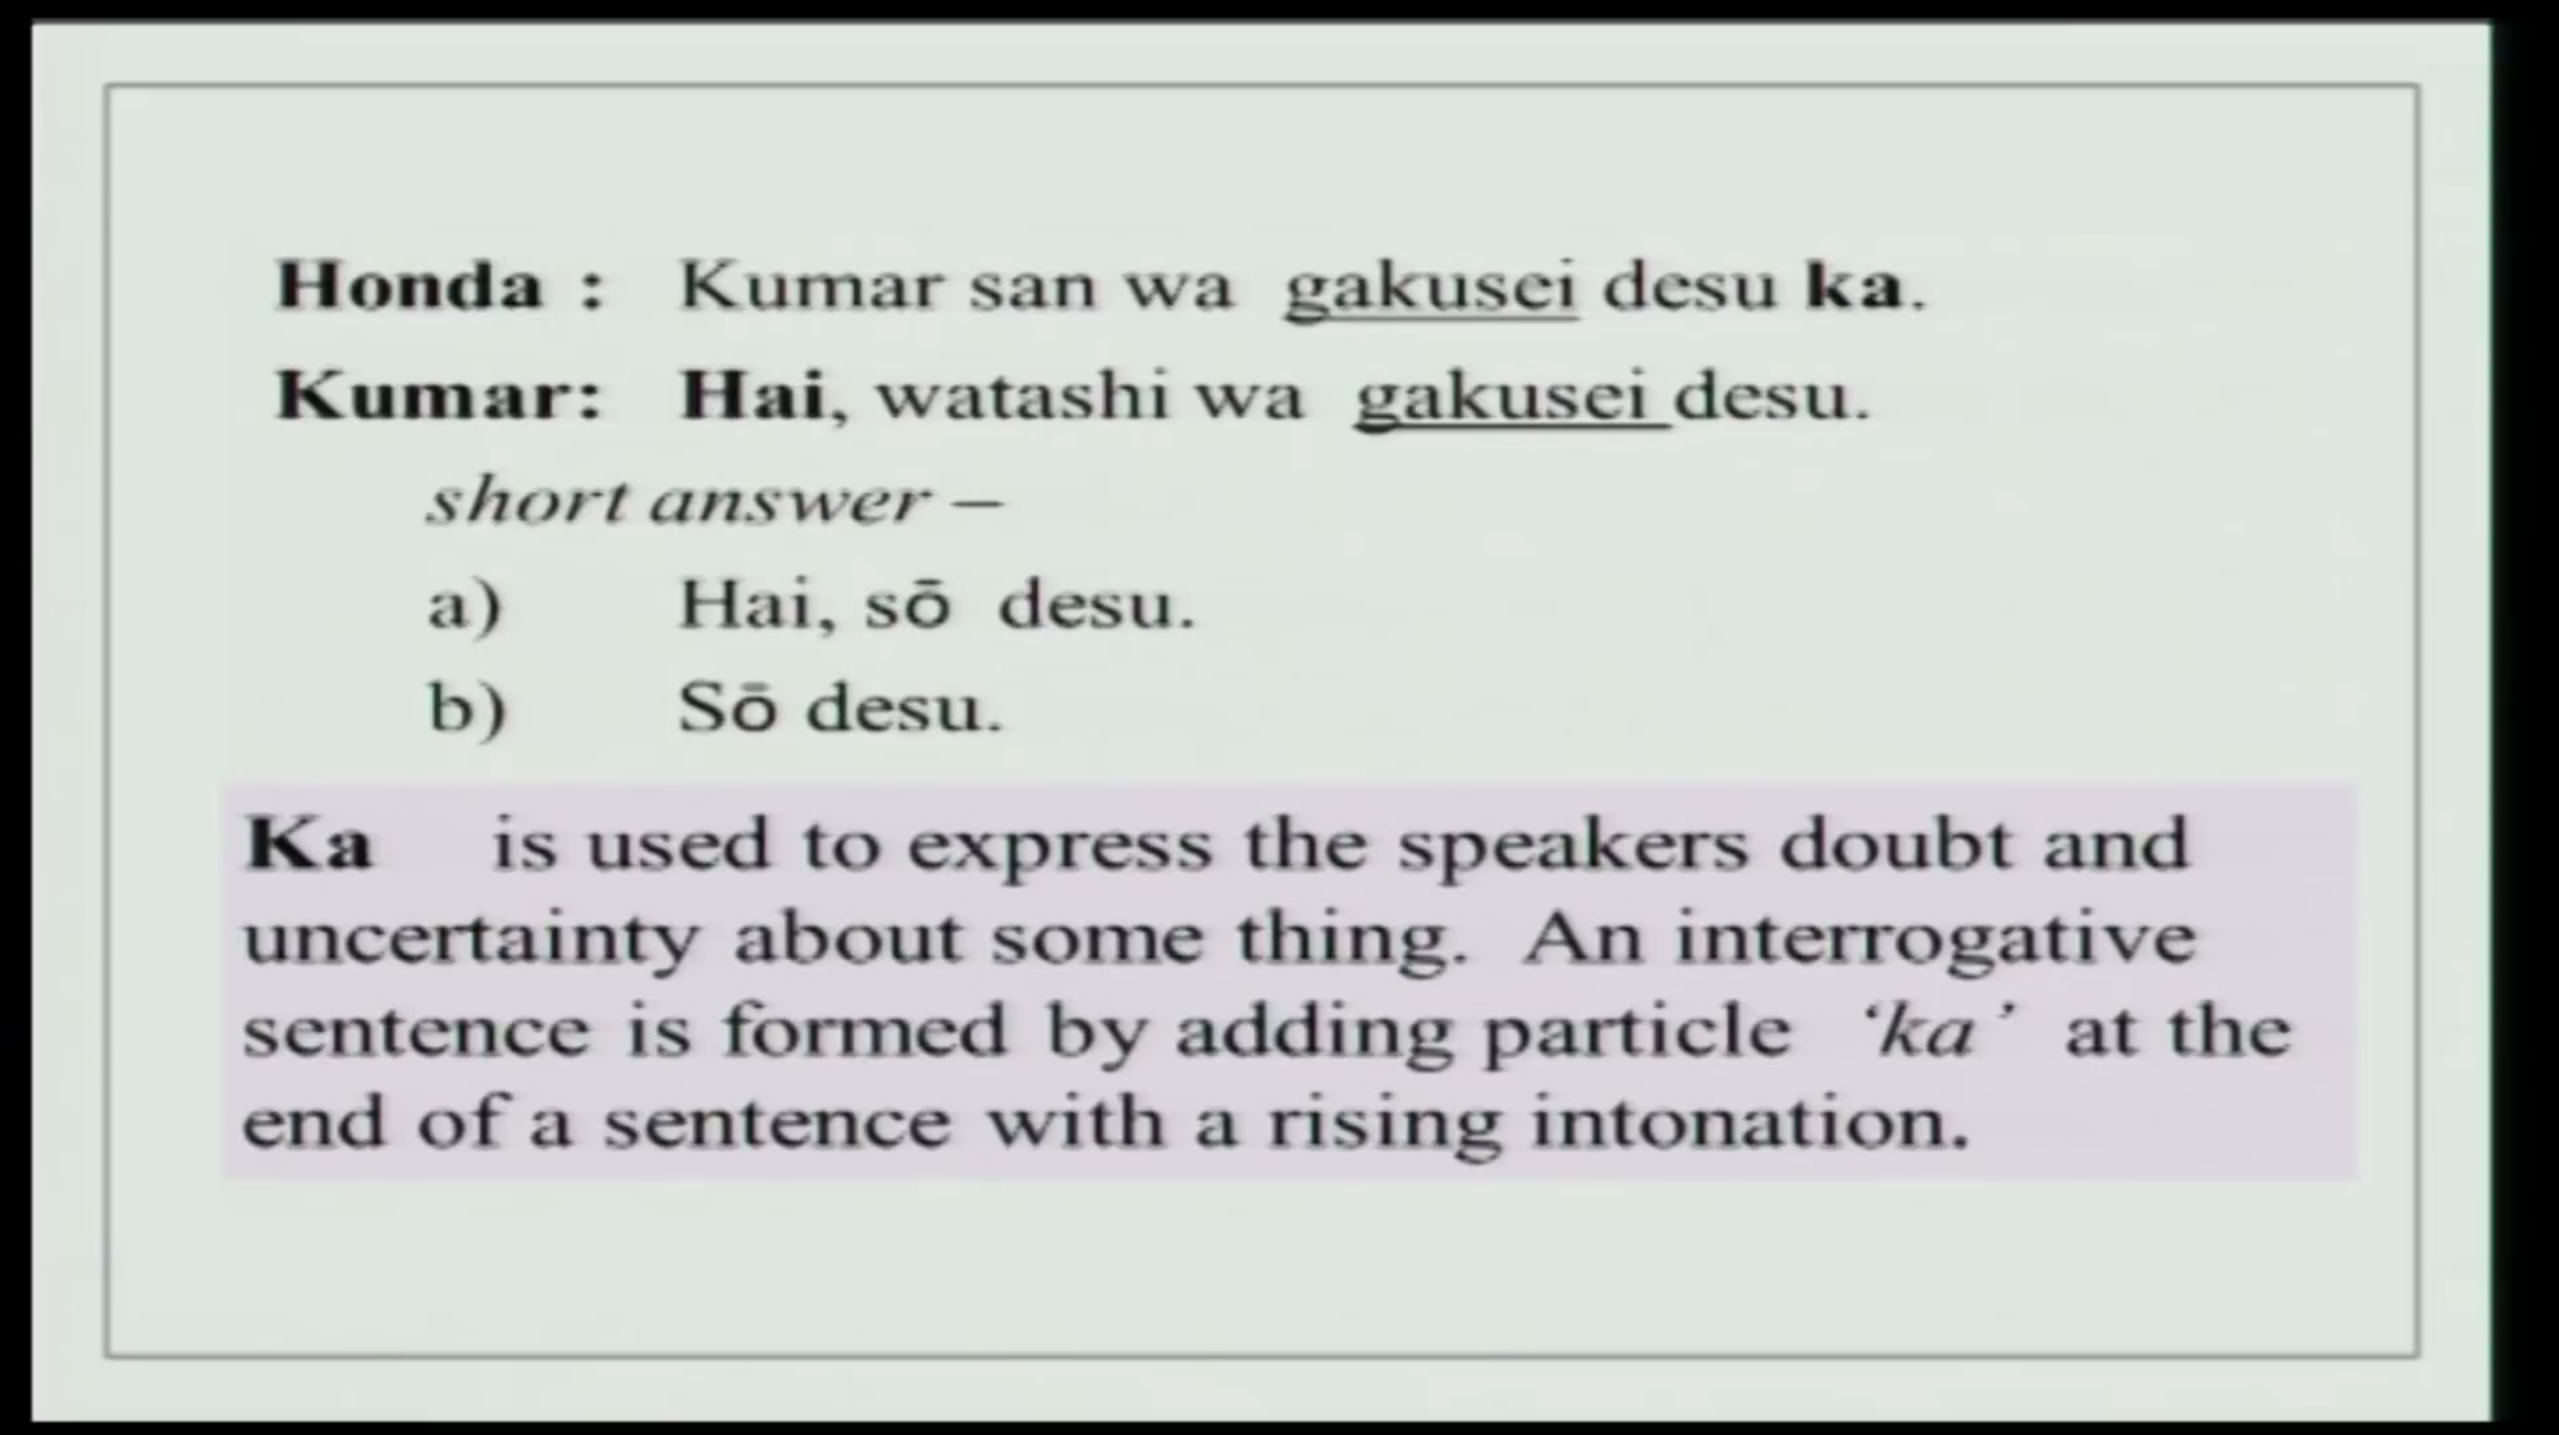 Honda : Kumar san wa gakusei desu ka.
Kumar: Hai, watashi wa gakusei desu.
short answer –
a) Hai, sō desu.
b) Sō desu.
Ka is used to express the speakers doubt and
uncertainty about some thing. An interrogative
sentence is formed by adding particle ‘ka’ at the
end of a sentence with a rising intonation.